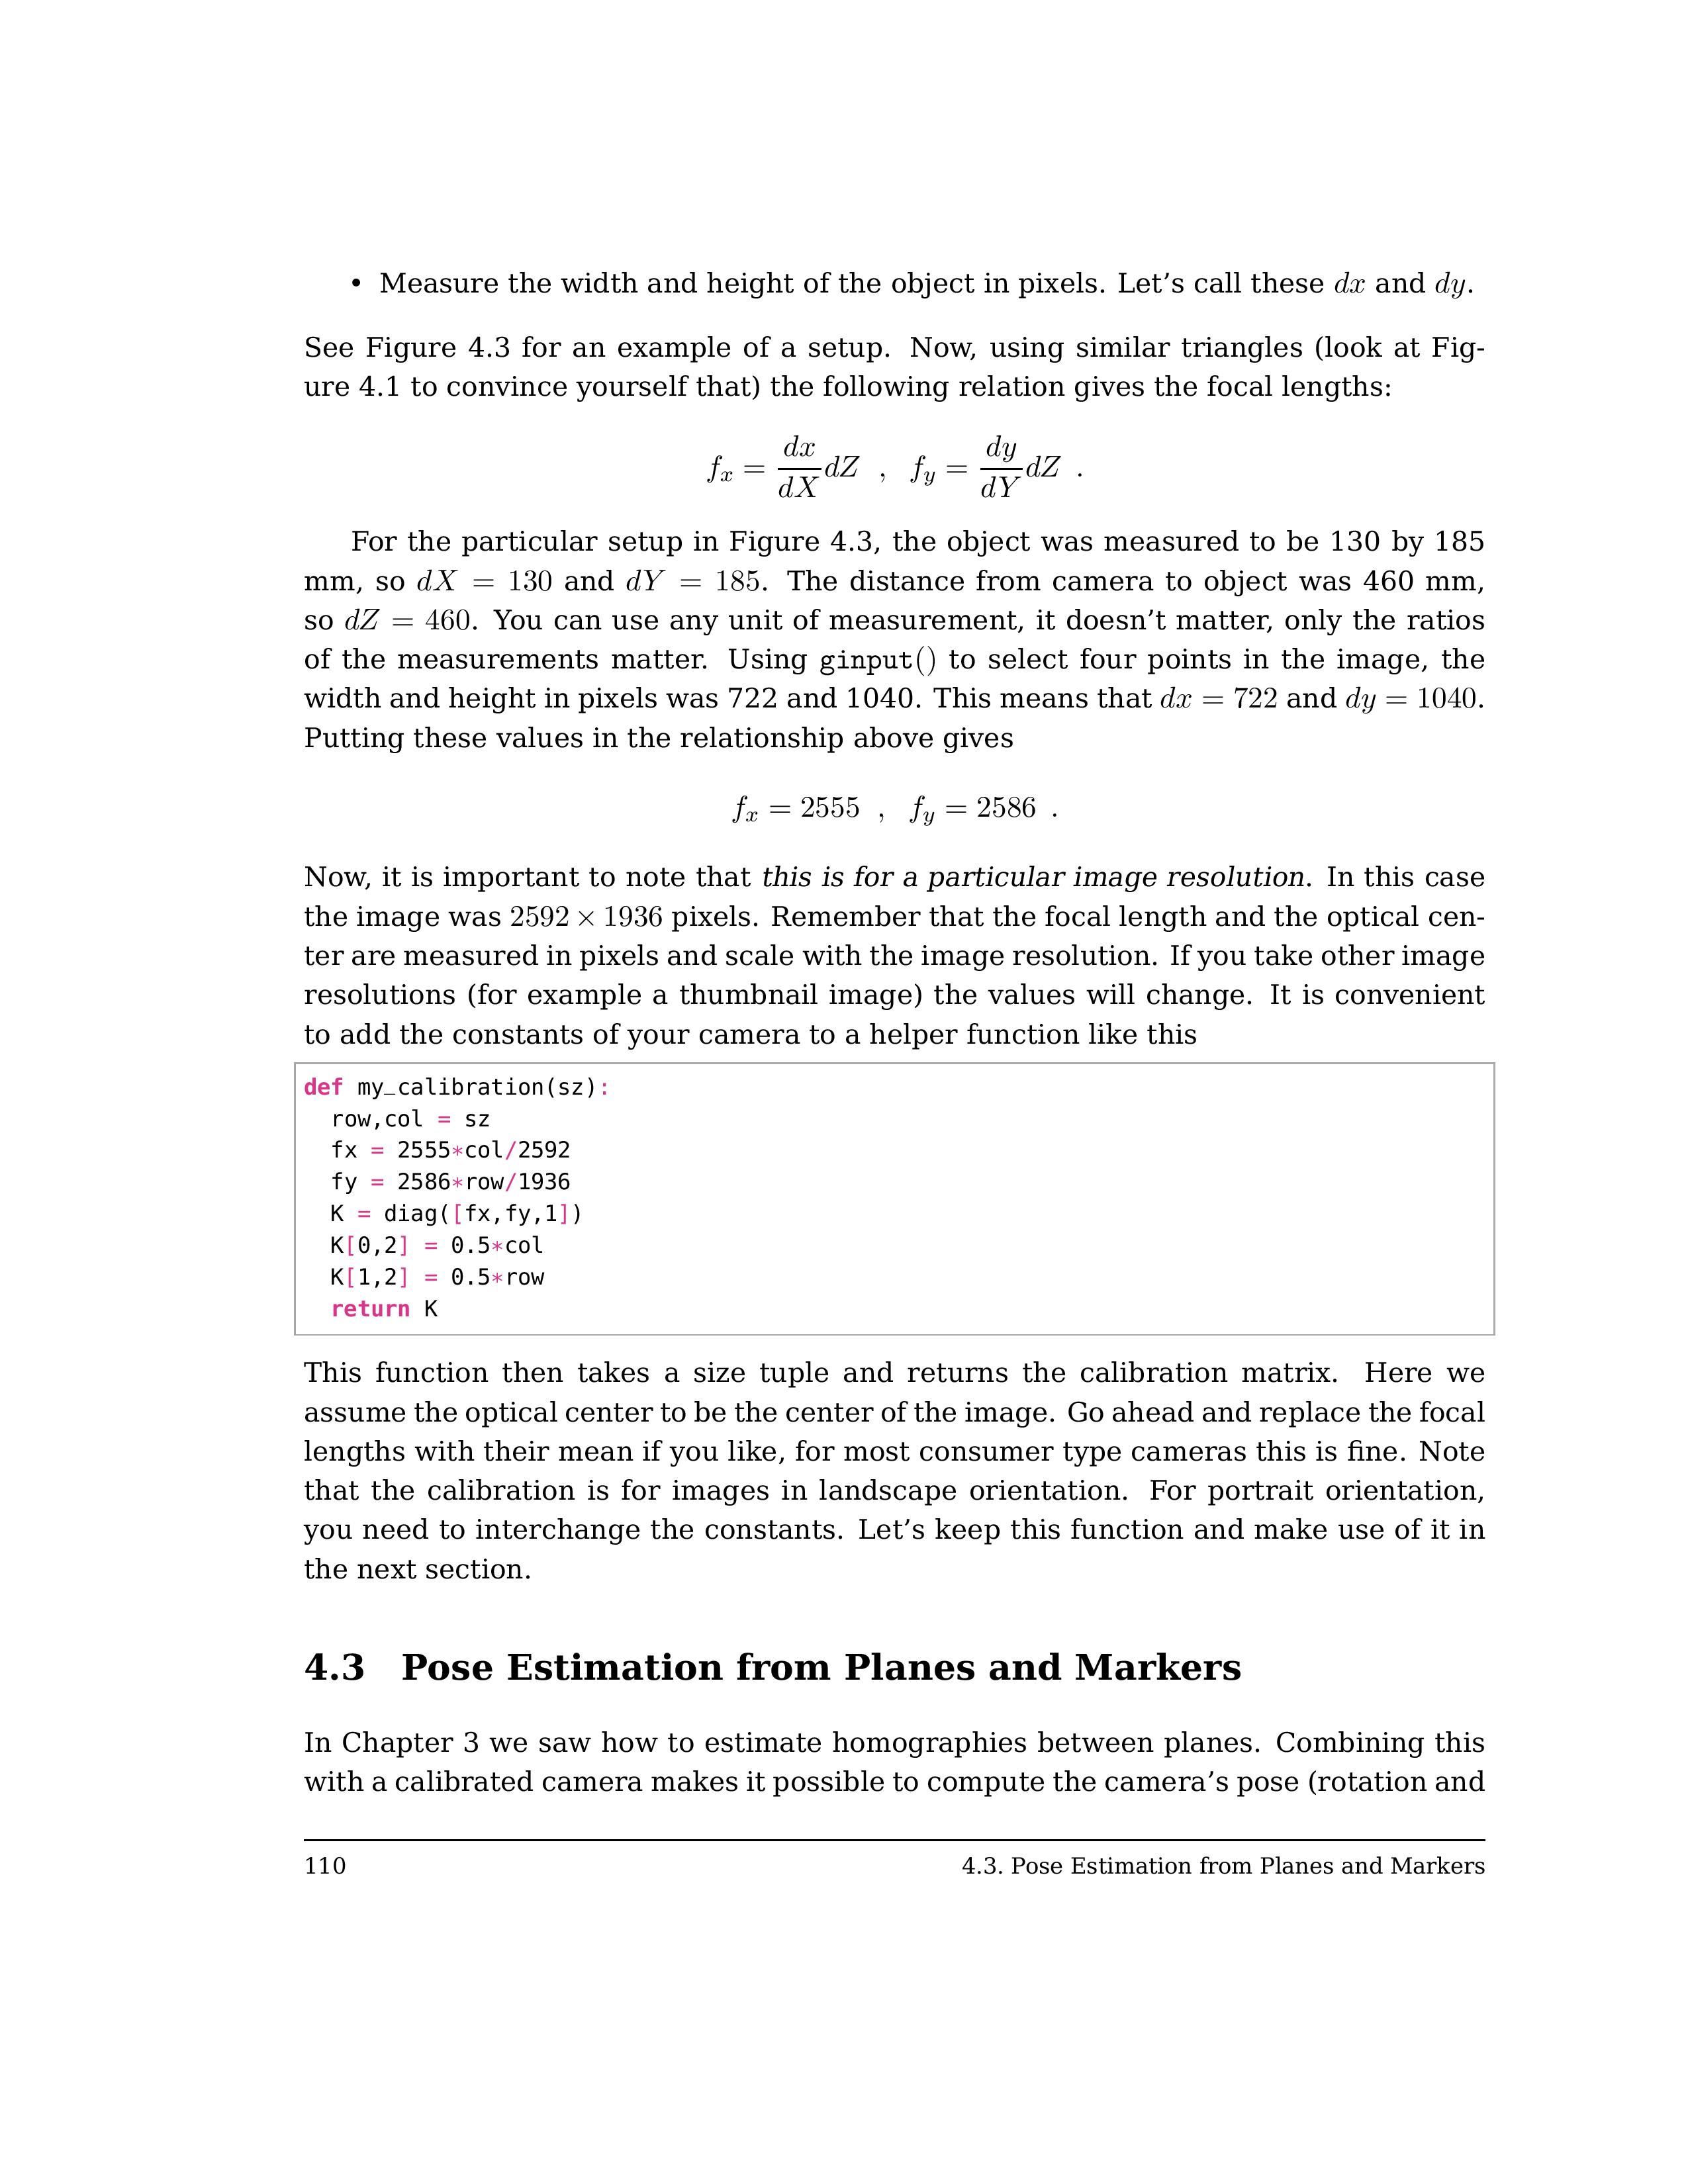 • Measure the width and height of the object in pixels. Let’s call these dx and dy.
See Figure 4.3 for an example of a setup. Now, using similar triangles (look at Fig-
ure 4.1 to convince yourself that) the following relation gives the focal lengths:
f_x = \frac{dx}{dX} dZ , f_y = \frac{dy}{dY} dZ .
For the particular setup in Figure 4.3, the object was measured to be 130 by 185
mm, so dX = 130 and dY = 185. The distance from camera to object was 460 mm,
so dZ = 460. You can use any unit of measurement, it doesn’t matter, only the ratios
of the measurements matter. Using ginput() to select four points in the image, the
width and height in pixels was 722 and 1040. This means that dx = 722 and dy = 1040.
Putting these values in the relationship above gives
f_x = 2555 , f_y = 2586 .
Now, it is important to note that this is for a particular image resolution. In this case
the image was 2592 × 1936 pixels. Remember that the focal length and the optical cen-
ter are measured in pixels and scale with the image resolution. If you take other image
resolutions (for example a thumbnail image) the values will change. It is convenient
to add the constants of your camera to a helper function like this
def my_calibration(sz):
  row,col = sz
  fx = 2555*col/2592
  fy = 2586*row/1936
  K = diag([fx,fy,1])
  K[0,2] = 0.5*col
  K[1,2] = 0.5*row
  return K
This function then takes a size tuple and returns the calibration matrix. Here we
assume the optical center to be the center of the image. Go ahead and replace the focal
lengths with their mean if you like, for most consumer type cameras this is fine. Note
that the calibration is for images in landscape orientation. For portrait orientation,
you need to interchange the constants. Let’s keep this function and make use of it in
the next section.
4.3 Pose Estimation from Planes and Markers
In Chapter 3 we saw how to estimate homographies between planes. Combining this
with a calibrated camera makes it possible to compute the camera’s pose (rotation and
110 4.3. Pose Estimation from Planes and Markers